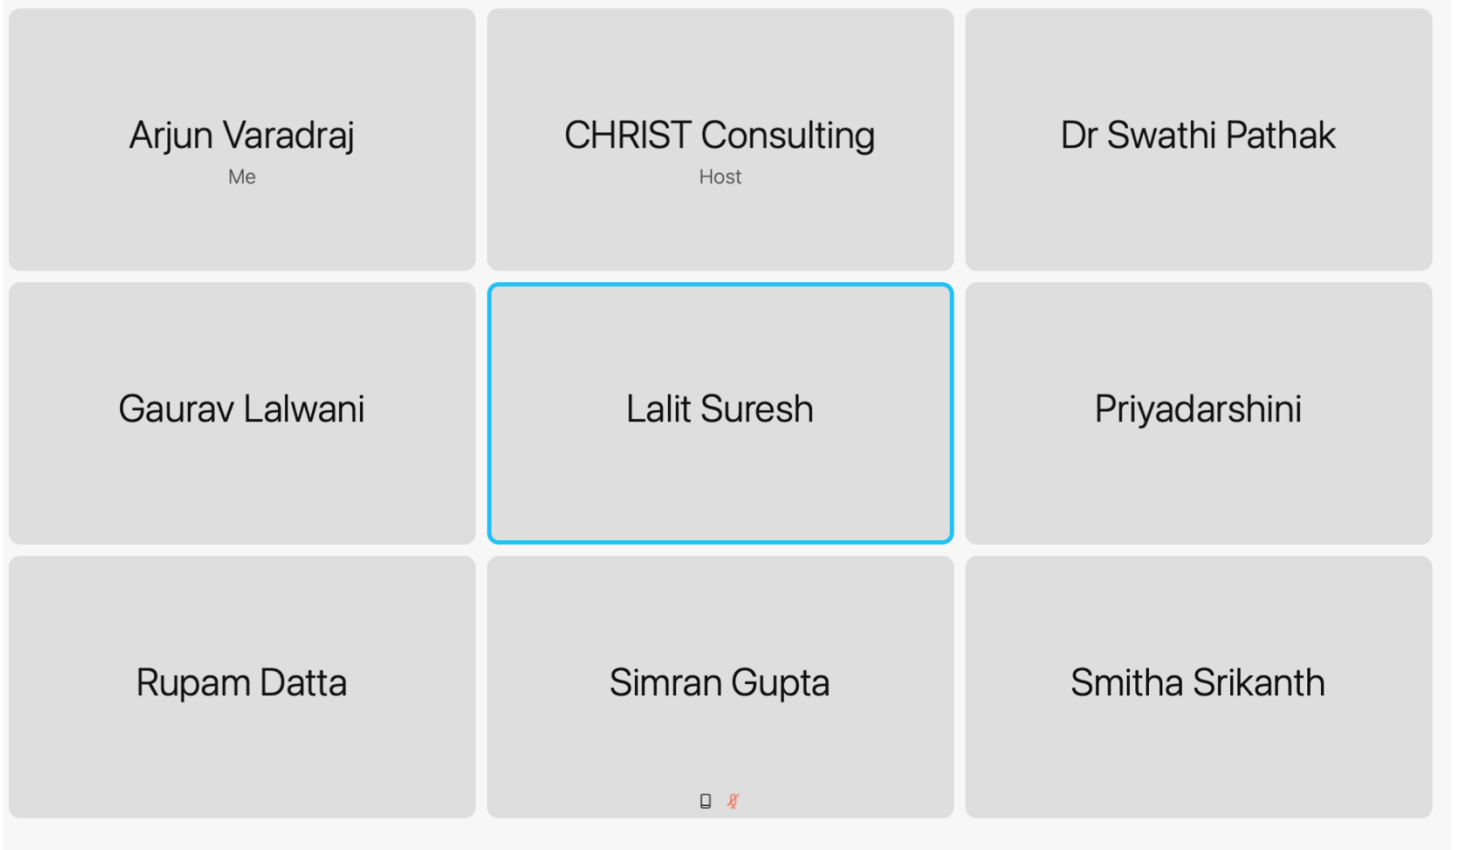 Arjun Varadraj
Me
CHRIST Consulting
Host
Dr Swathi Pathak
Gaurav Lalwani
Lalit Suresh
Priyadarshini
Rupam Datta
Simran Gupta
Smitha Srikanth